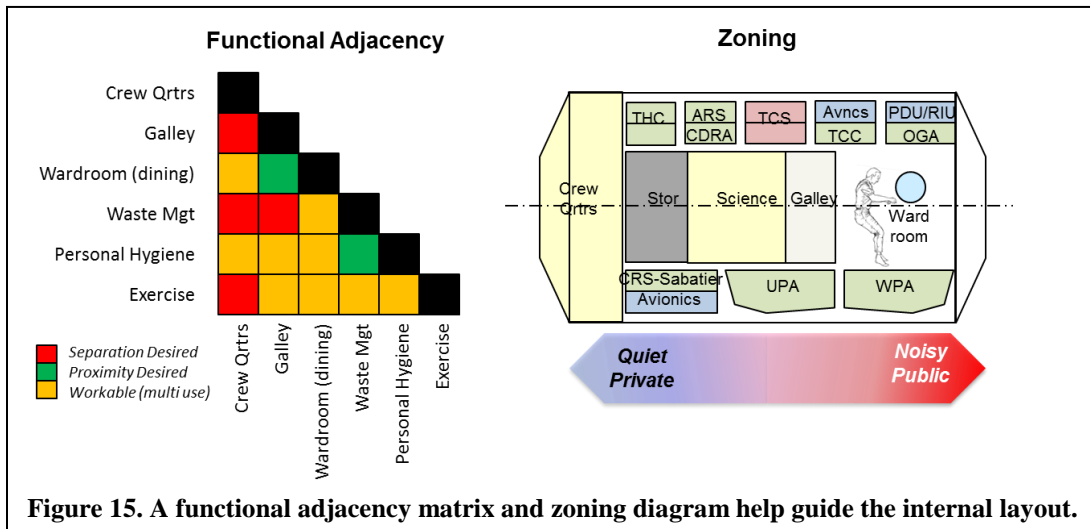 Functional Adjacency
Crew Qrtrs
Galley
Wardroom (dining)
Waste Mgt
Personal Hygiene
Exercise
Separation Desired
Proximity Desired
Workable (multi use)
Crew Qrtrs
Galley
Wardroom (dining)
Waste Mgt
Personal Hygiene
Exercise
Zoning
THC
ARS
CDRA
TCS
Avncs
TCC
PDU/RIU
OGA
Crew
Qrtrs
Stor
Science
Galley
Ward
room
CRS-Sabatier
Avionics
UPA
WPA
Quiet
Private
Noisy
Public
Figure 15. A functional adjacency matrix and zoning diagram help guide the internal layout.